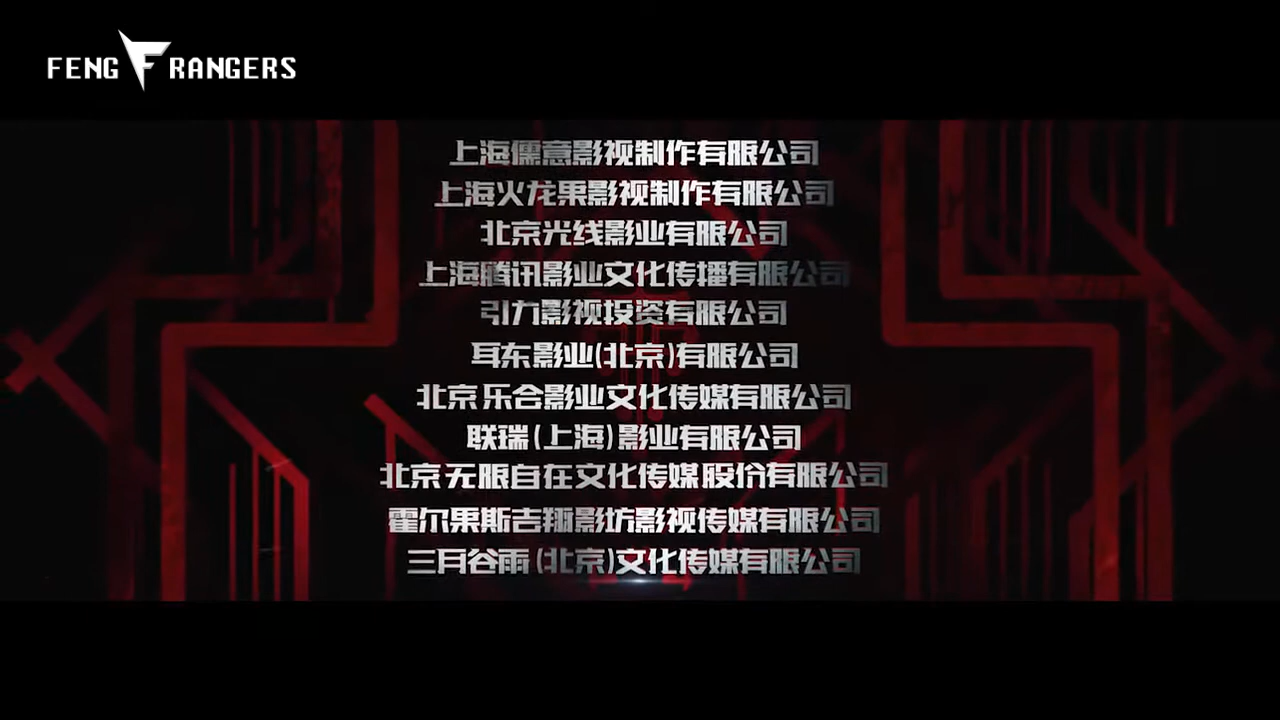 FENG RANGERS
上海儒意影视制作有限公司
上海火龙果影视制作有限公司
北京光线影业有限公司
上海腾讯影业文化传播有限公司
引力影视投资有限公司
耳东影业(北京)有限公司
北京乐合影业文化传媒有限公司
联瑞(上海)影业有限公司
北京无限自在文化传媒股份有限公司
霍尔果斯吉翔影坊影视传媒有限公司
三月谷雨(北京)文化传媒有限公司